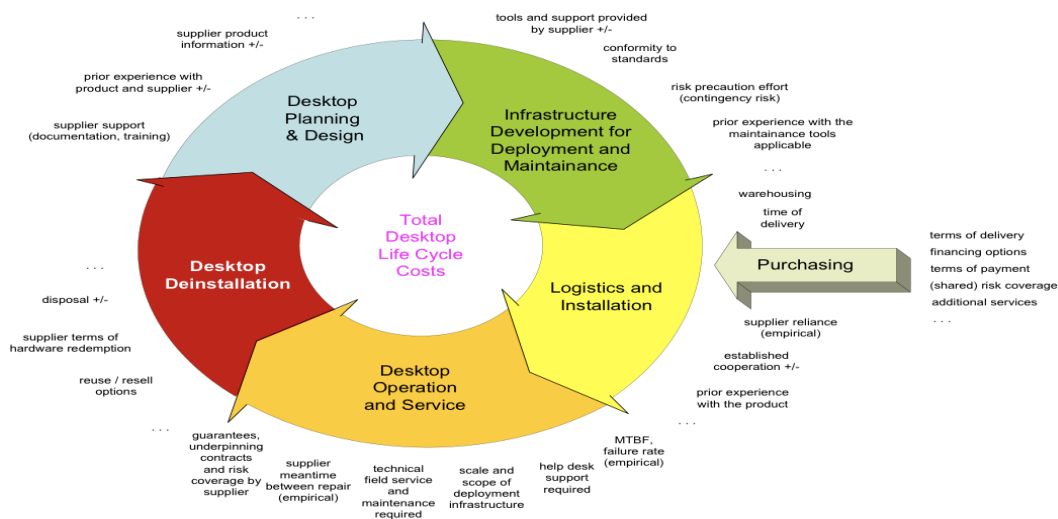 . . .
supplier product
information +/-
prior experience with
product and supplier +/-
supplier support
(documentation, training)
Desktop
Planning
& Design
tools and support provided
by supplier +/-
conformity to
standards
risk precaution effort
(contingency risk)
prior experience with the
maintainance tools
applicable
. . .
Infrastructure
Development for
Deployment and
Maintainance
warehousing
time of
delivery
Purchasing
terms of delivery
financing options
terms of payment
(shared) risk coverage
additional services
. . .
Total
Desktop
Life Cycle
Costs
Logistics and
Installation
supplier reliance
(empirical)
established
cooperation +/-
prior experience
with the product
. . .
Desktop
Deinstallation
. . .
disposal +/-
supplier terms of
hardware redemption
reuse / resell
options
. . .
Desktop
Operation
and Service
guarantees,
underpinning
contracts
and risk
coverage by
supplier
supplier
meantime
between repair
(empirical)
technical
field service
and
maintenance
required
scale and
scope of
deployment
infrastructure
help desk
support
required
MTBF,
failure rate
(empirical)